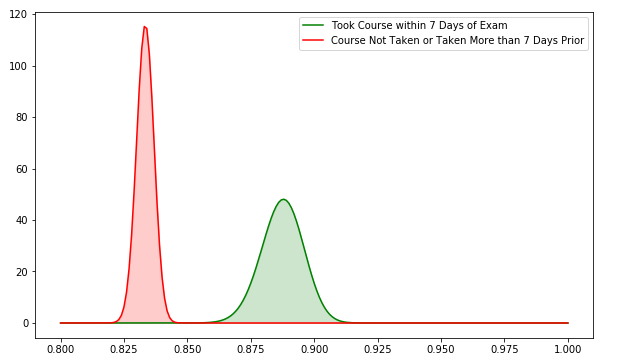 120
100
80
60
40
20
0
Took Course within 7 Days of Exam
Course Not Taken or Taken More than 7 Days Prior
0.800 0.825 0.850 0.875 0.900 0.925 0.950 0.975 1.000